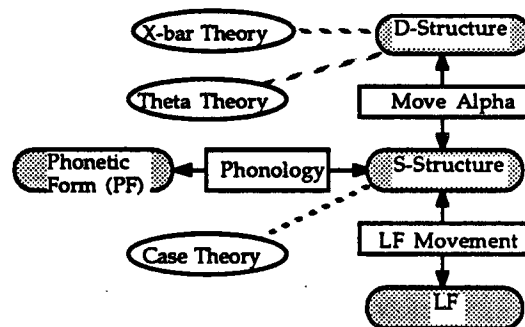 X-bar Theory
D-Structure
Theta Theory
Move Alpha
Phonetic
Form (PF)
Phonology
S-Structure
Case Theory
LF Movement
LF